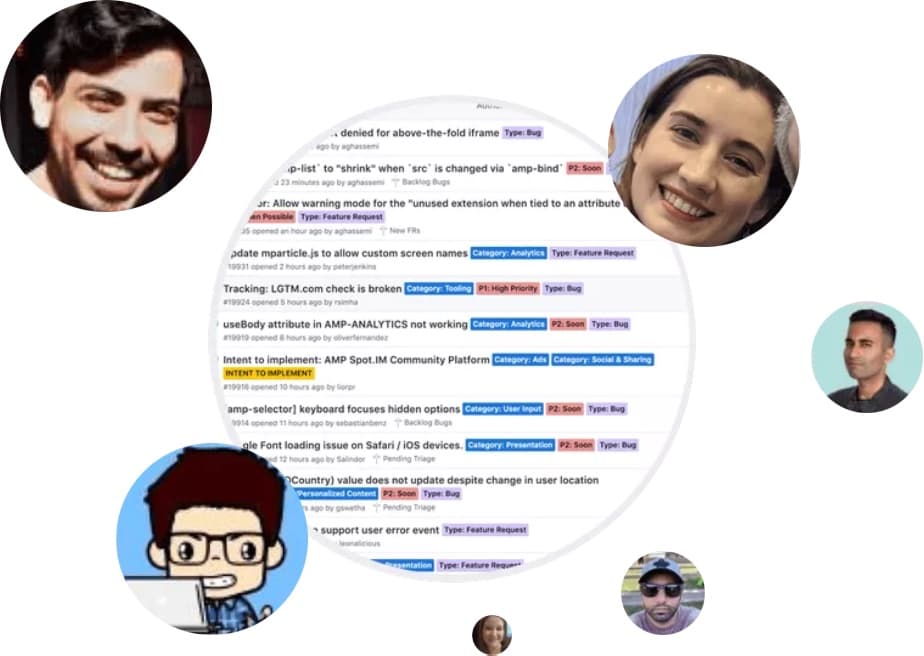 denied for above-the-fold iframe Type: Bug
ago by aghassemi
to "shrink" when `src` is changed via `amp-bind` P2: Soon
23 minutes ago by aghassemi Backlog Bugs
Allow warning mode for the "unused extension when tied to an attribute
Possible Type: Feature Request
opened an hour ago by aghassemi New FRs
mparticle.js to allow custom screen names Category: Analytics Type: Feature Request
19931 opened 2 hours ago by peterjenkins
Tracking: LGTM.com check is broken Category: Tooling P1: High Priority Type: Bug
#19924 opened 5 hours ago by rsimha
useBody attribute in AMP-ANALYTICS not working Category: Analytics P2: Soon Type: Bug
#19919 opened 8 hours ago by oliverfernandez
Intent to implement: AMP Spot.IM Community Platform Category: Ads Category: Social & Sharing
INTENT TO IMPLEMENT
#19916 opened 10 hours ago by liorpr
amp-selector] keyboard focuses hidden options Category: User Input P2: Soon Type: Bug
9914 opened 11 hours ago by sebastianbenz Backlog Bugs
gle Font loading issue on Safari / iOS devices. Category: Presentation P2: Soon Type: Bug
12 hours ago by Salindor Pending Triage
Country) value does not update despite change in user location
Personalized Content P2: Soon Type: Bug
ago by gswetha Pending Triage
support user error event Type: Feature Request
leonalicious
Presentation Type: Feature Request